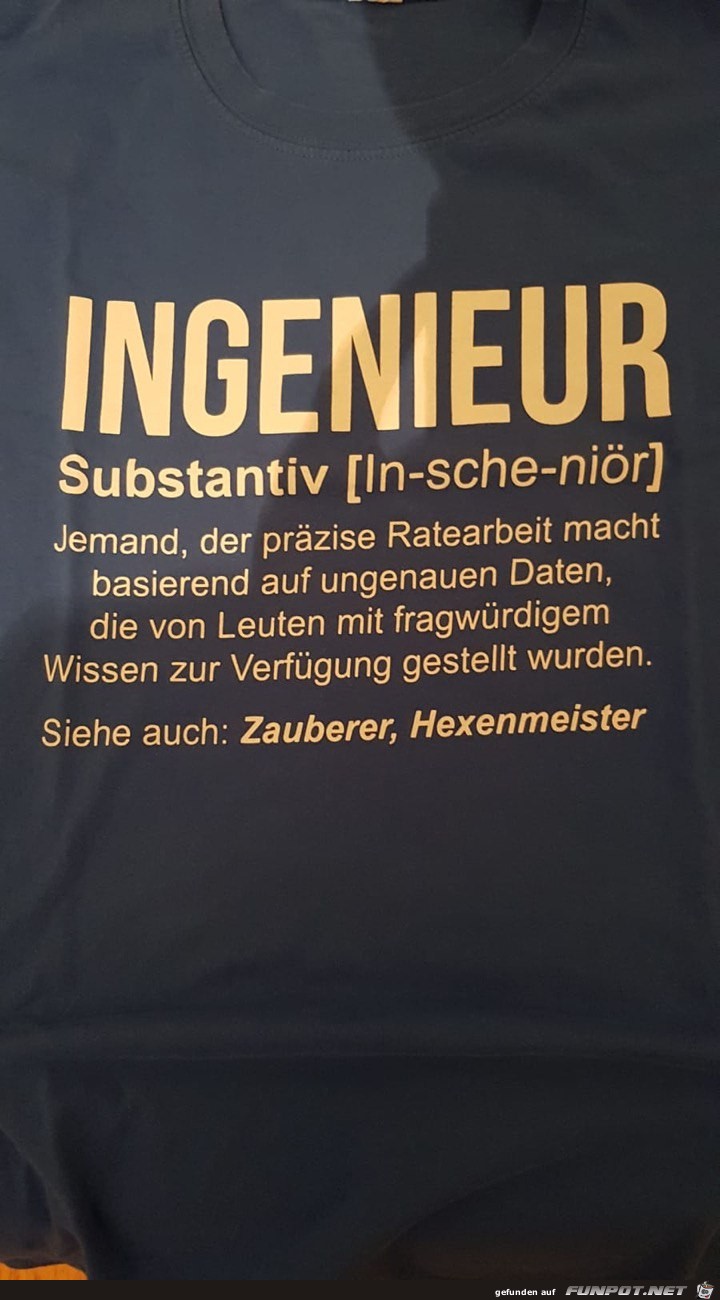 INGENIEUR
Substantiv [In-sche-niör]
Jemand, der präzise Ratearbeit macht
basierend auf ungenauen Daten,
die von Leuten mit fragwürdigem
Wissen zur Verfügung gestellt wurden.
Siehe auch: Zauberer, Hexenmeister
gefunden auf FUNPOT.NET